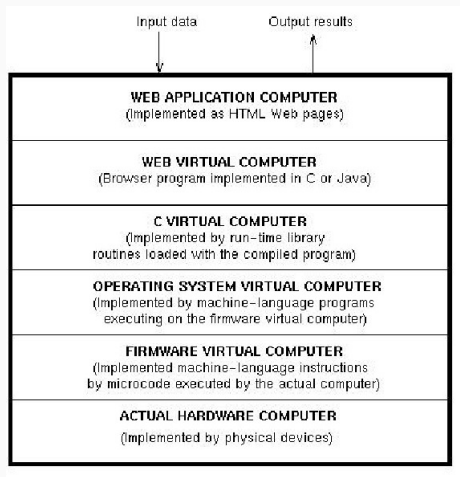 Input data
Output results
WEB APPLICATION COMPUTER
(Implemented as HTML Web pages)
WEB VIRTUAL COMPUTER
(Browser program implemented in C or Java)
C VIRTUAL COMPUTER
(Implemented by run-time library
routines loaded with the compiled program)
OPERATING SYSTEM VIRTUAL COMPUTER
(Implemented by machine-language programs
executing on the firmware virtual computer)
FIRMWARE VIRTUAL COMPUTER
(Implemented machine-language instructions
by microcode executed by the actual computer)
ACTUAL HARDWARE COMPUTER
(Implemented by physical devices)